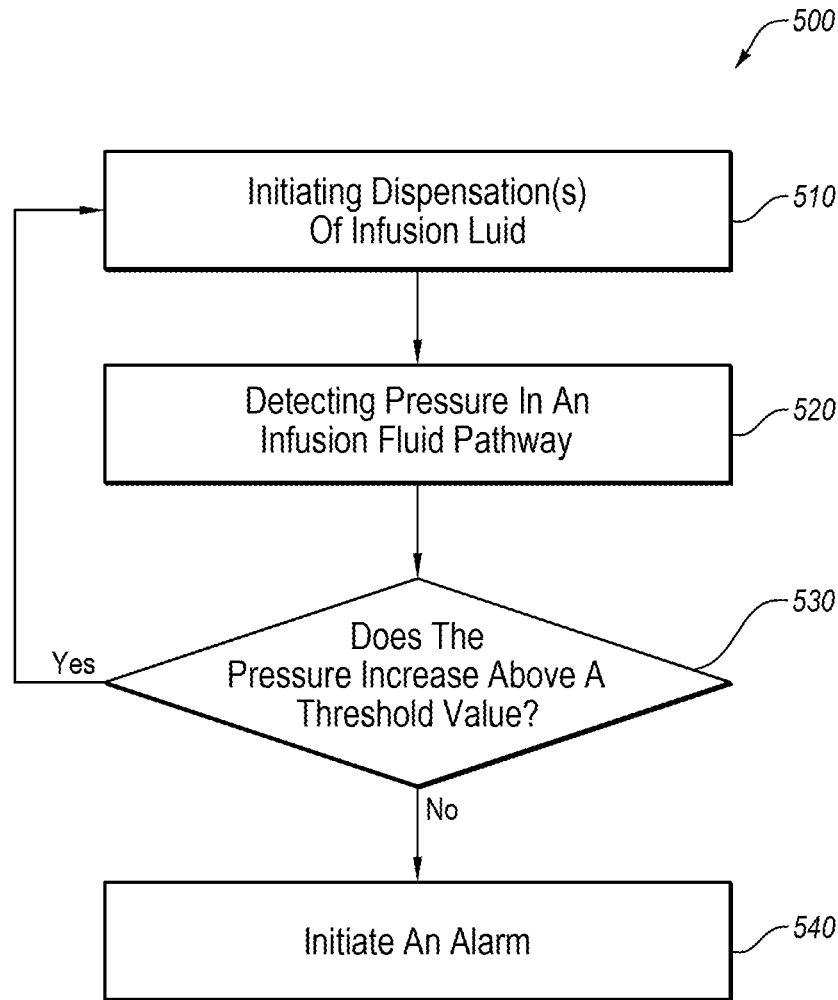 500
Initiating Dispensation(s)
Of Infusion Luid
510
Detecting Pressure In An
Infusion Fluid Pathway
520
530
Does The
Pressure Increase Above A
Threshold Value?
Yes
No
Initiate An Alarm
540